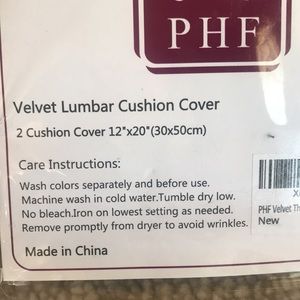 PHF
Velvet Lumbar Cushion Cover
2 Cushion Cover 12"x20"(30x50cm)
Care Instructions:
Wash colors separately and before use.
Machine wash in cold water.Tumble dry low.
No bleach.Iron on lowest setting as needed.
Remove promptly from dryer to avoid wrinkles.
Made in China
PHF Velvet Th
New